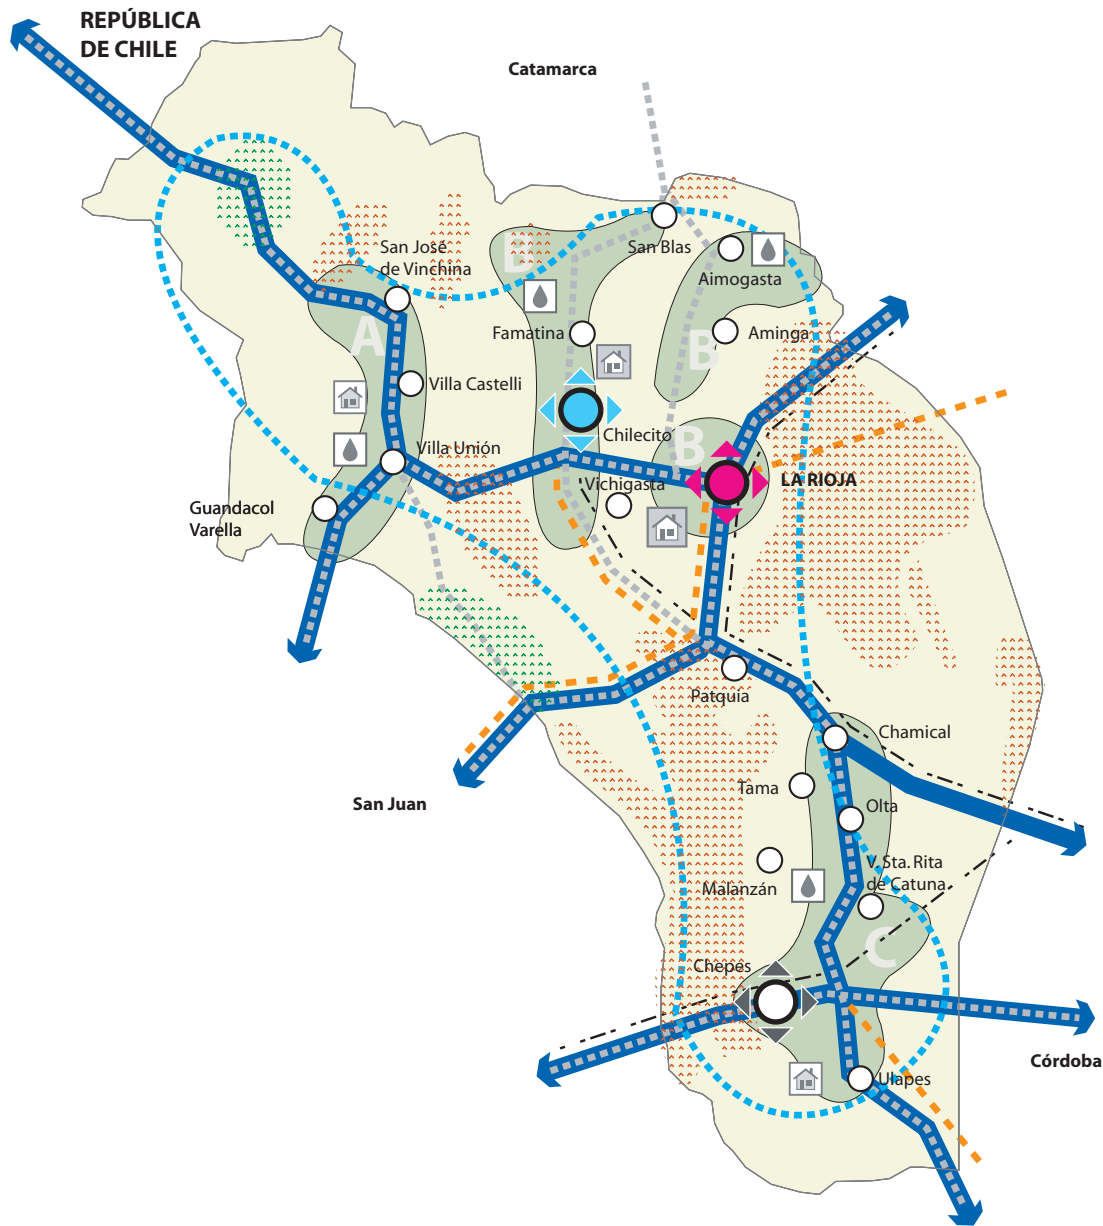 REPÚBLICA
DE CHILE
Catamarca
San José
de Vinchina
B
San Blas
Aimogasta
A
Famatina
B
Aminga
Villa Castelli
Chilecito
B
Villa Unión
Vichigasta
LA RIOJA
Guandacol
Varella
Patquia
Chamical
San Juan
Tama
Olta
V. Sta. Rita
de Catuna
Malanzán
C
Chepes
Córdoba
Ulapes